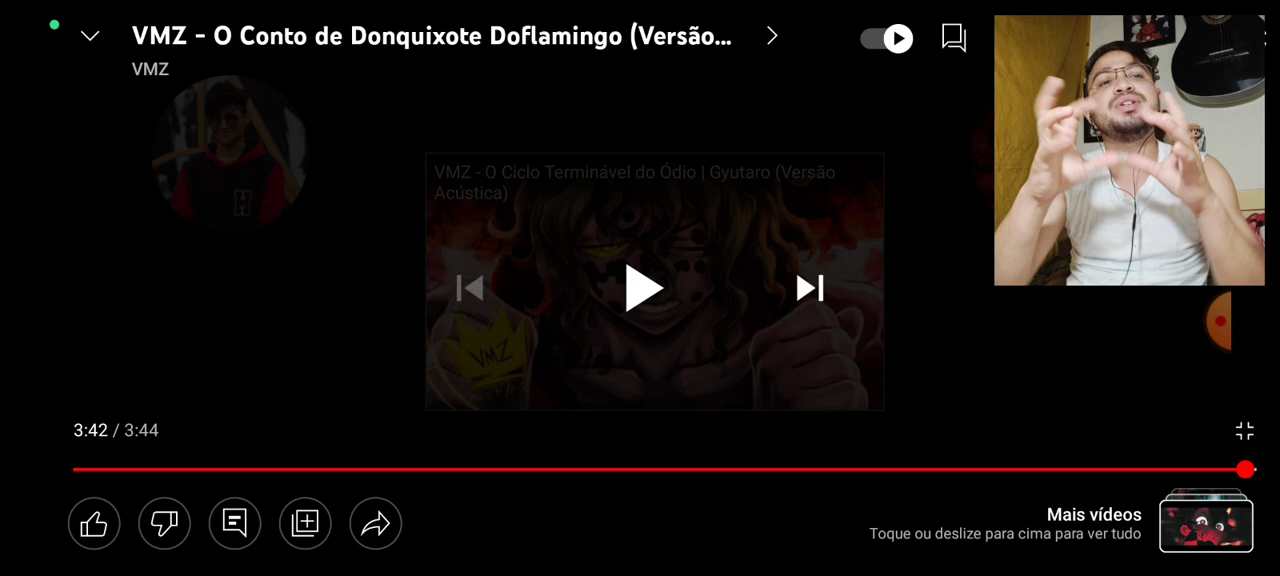 VMZ - O Conto de Donquixote Doflamingo (Versão...
VMZ
VMZ - O Ciclo Terminável do Ódio | Gyutaro (Versão
Acústica)
VMZ
3:42 / 3:44
Mais vídeos
Toque ou deslize para cima para ver tudo